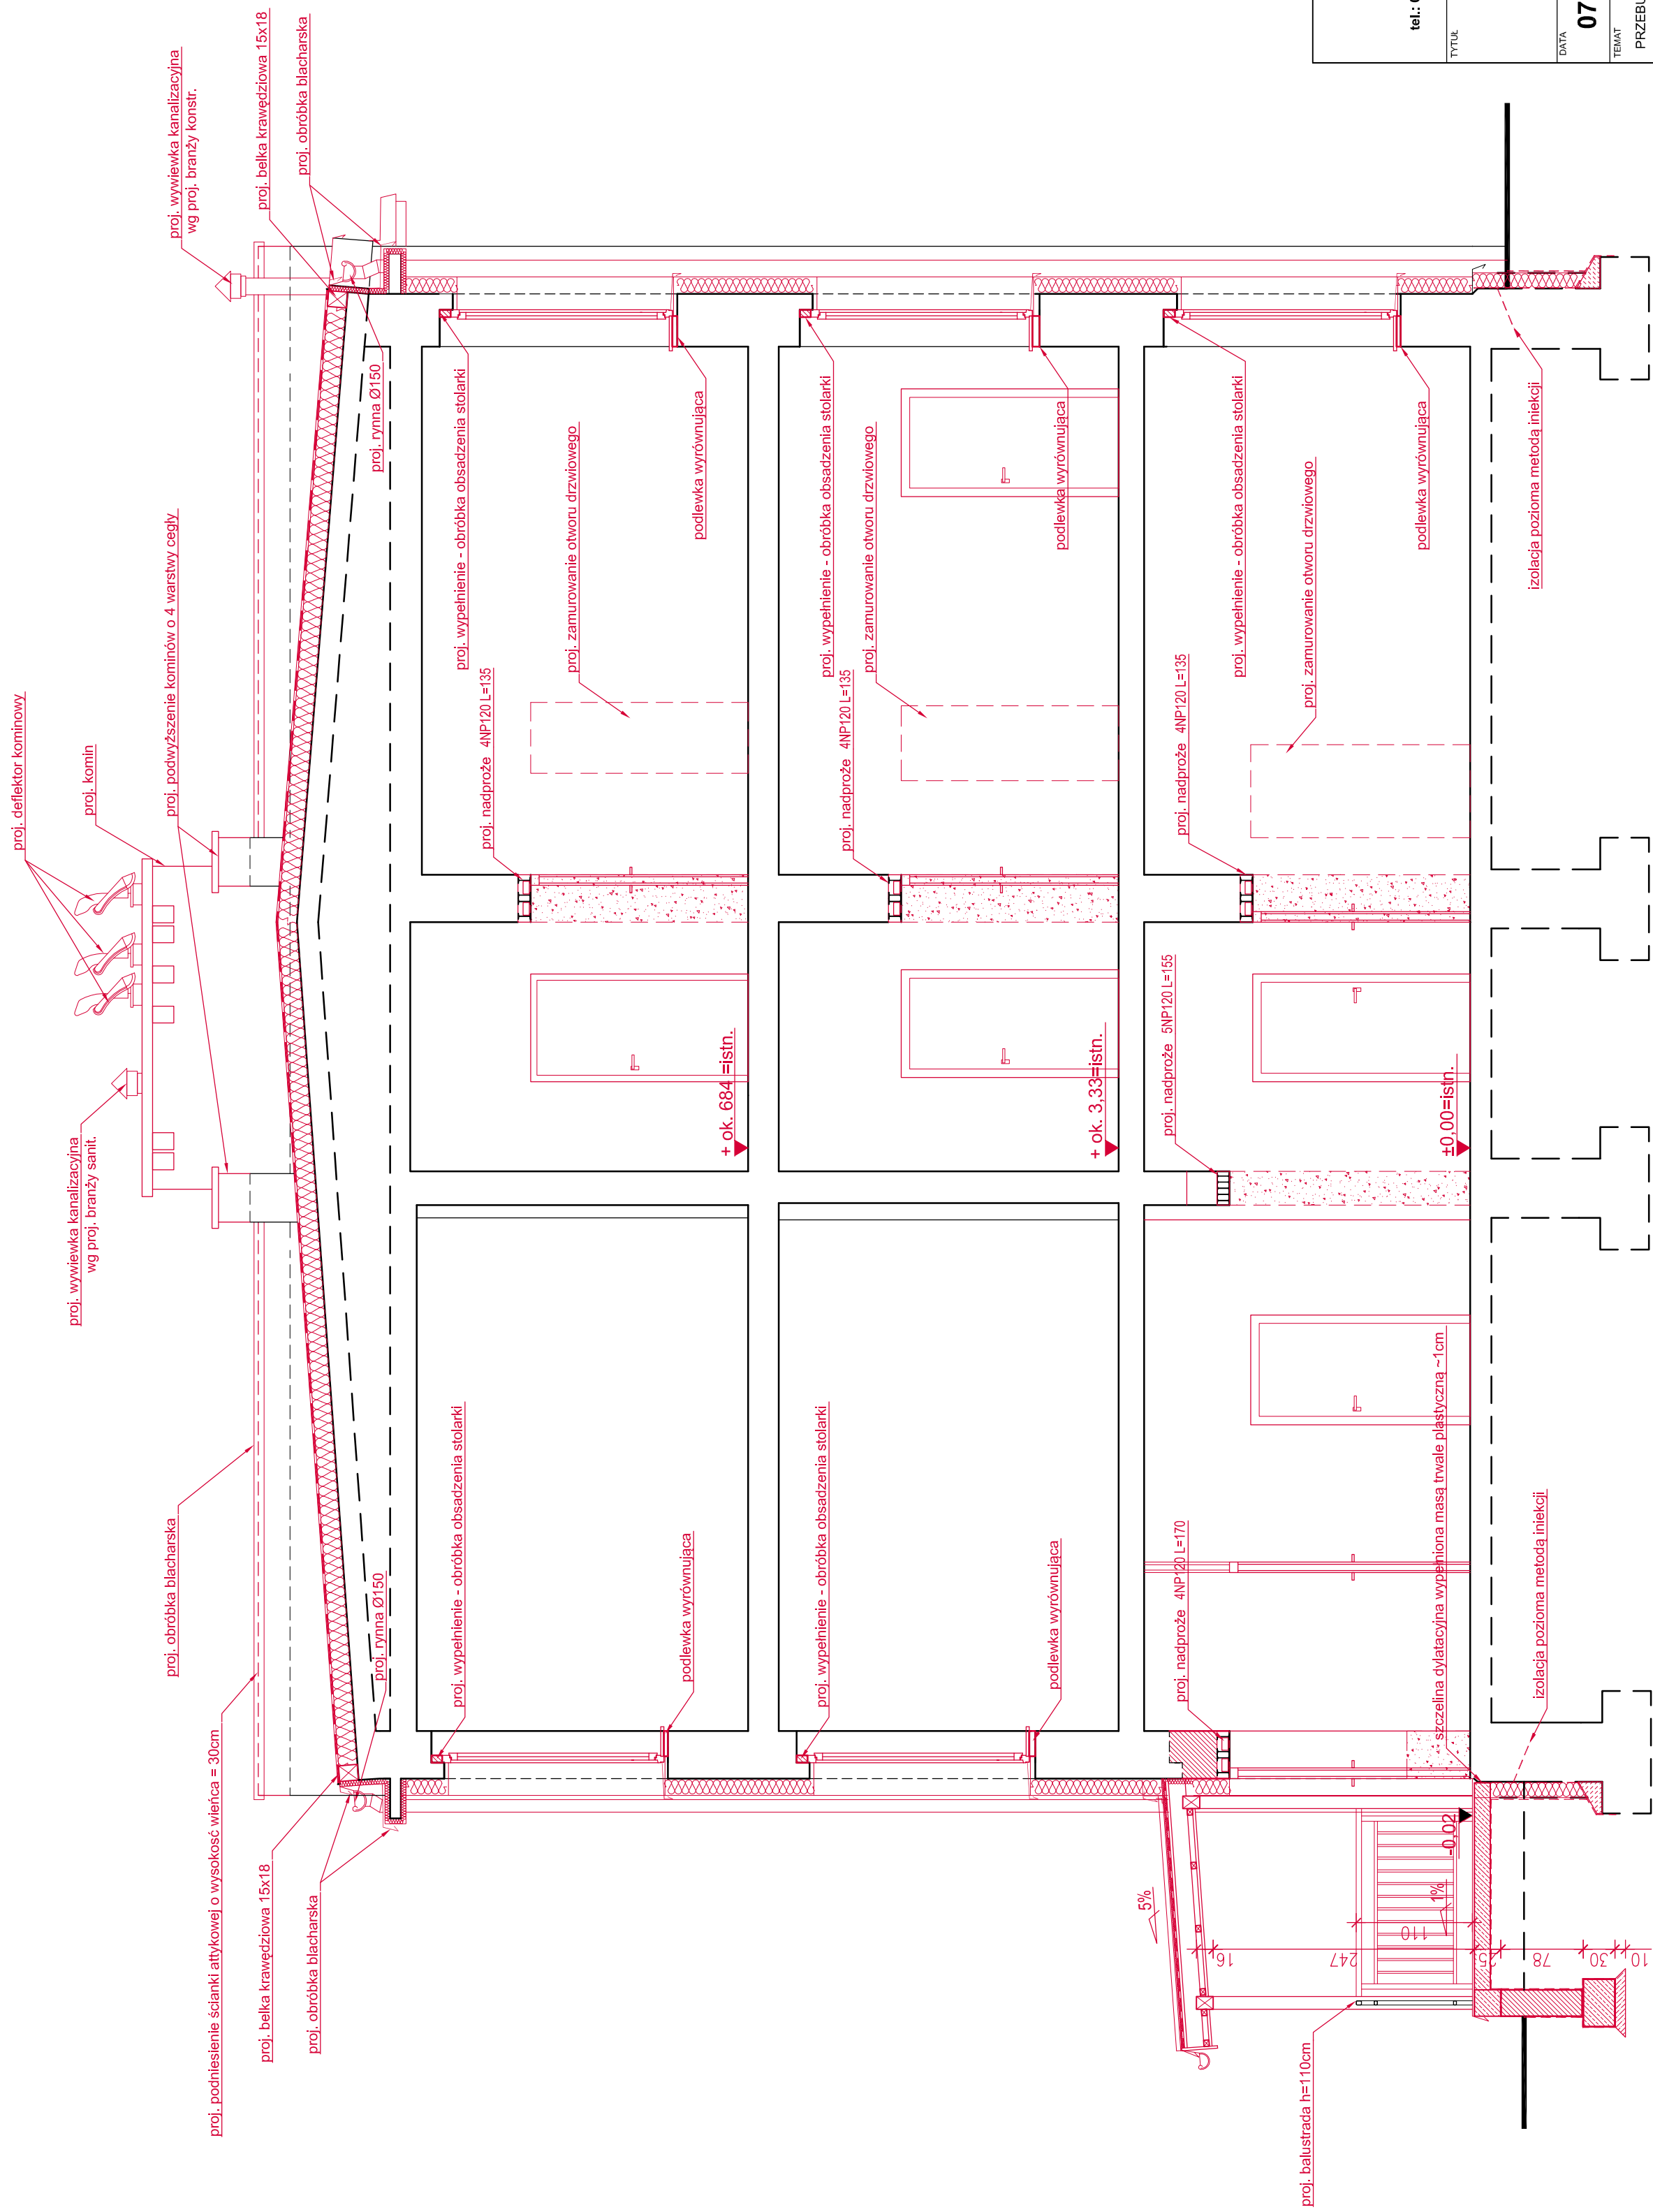 proj. deflektor kominowy
proj. komin
proj. podwyższenie kominów o 4 warstwy cegły
proj. wywiewka kanalizacyjna
wg proj. branży sanit.
proj. wywiewka kanalizacyjna
wg proj. branży konstr.
proj. belka krawędziowa 15x18
proj. obróbka blacharska
proj. rynna Ø150
proj. obróbka blacharska
proj. podniesienie ścianki attykowej o wysokość wieńca = 30cm
proj. belka krawędziowa 15x18
proj. obróbka blacharska
proj. rynna Ø150
proj. wypełnienie - obróbka obsadzenia stolarki
podlewka wyrównująca
proj. nadproże 4NP120 L=135
proj. zamurowanie otworu drzwiowego
proj. wypełnienie - obróbka obsadzenia stolarki
podlewka wyrównująca
+ ok. 684 =istn.
proj. wypełnienie - obróbka obsadzenia stolarki
podlewka wyrównująca
proj. nadproże 4NP120 L=135
proj. zamurowanie otworu drzwiowego
proj. wypełnienie - obróbka obsadzenia stolarki
podlewka wyrównująca
+ ok. 3,33=istn.
proj. nadproże 4NP120 L=170
proj. nadproże 5NP120 L=155
proj. nadproże 4NP120 L=135
proj. wypełnienie - obróbka obsadzenia stolarki
proj. zamurowanie otworu drzwiowego
podlewka wyrównująca
±0,00=istn.
szczelina dylatacyjna wypełniona masą trwale plastyczną ~1cm
izolacja pozioma metodą iniekcji
izolacja pozioma metodą iniekcji
proj. balustrada h=110cm
5%
1%
-0,02
16
247
110
25
78
30
10
tel.:
TYTUŁ
DATA
07
TEMAT